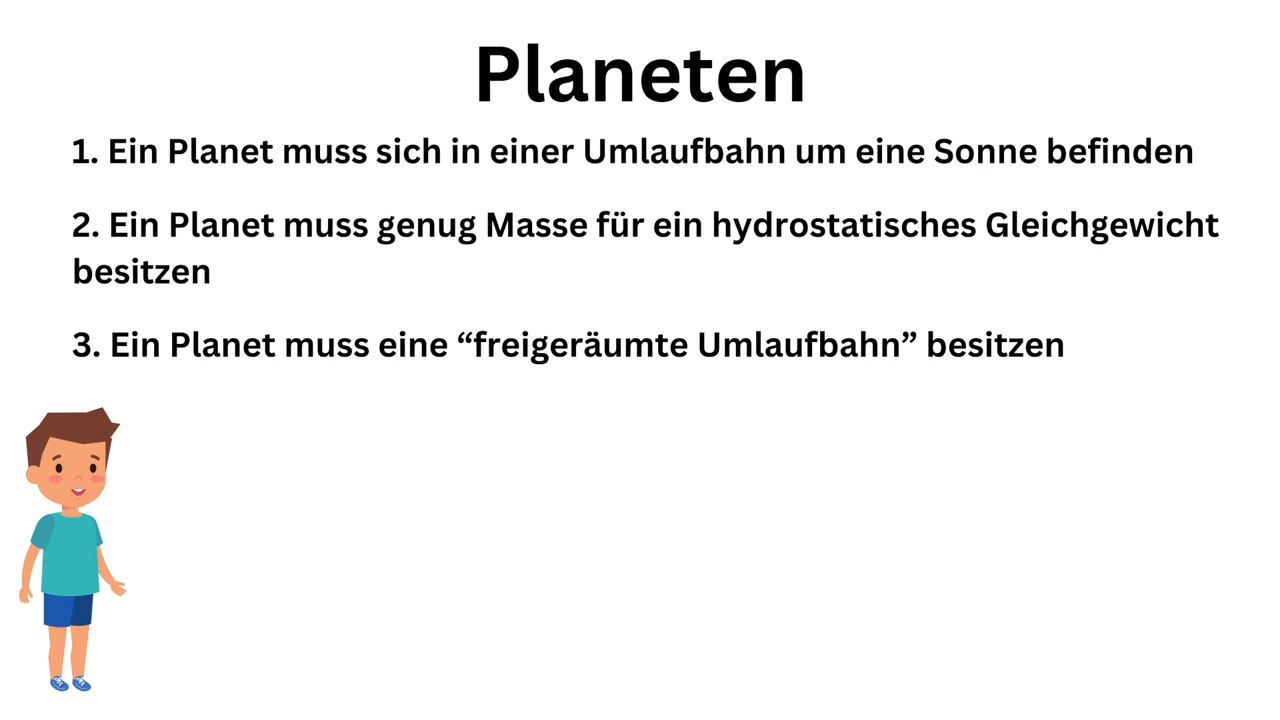 Planeten
1. Ein Planet muss sich in einer Umlaufbahn um eine Sonne befinden
2. Ein Planet muss genug Masse für ein hydrostatisches Gleichgewicht
besitzen
3. Ein Planet muss eine “freigeräumte Umlaufbahn” besitzen